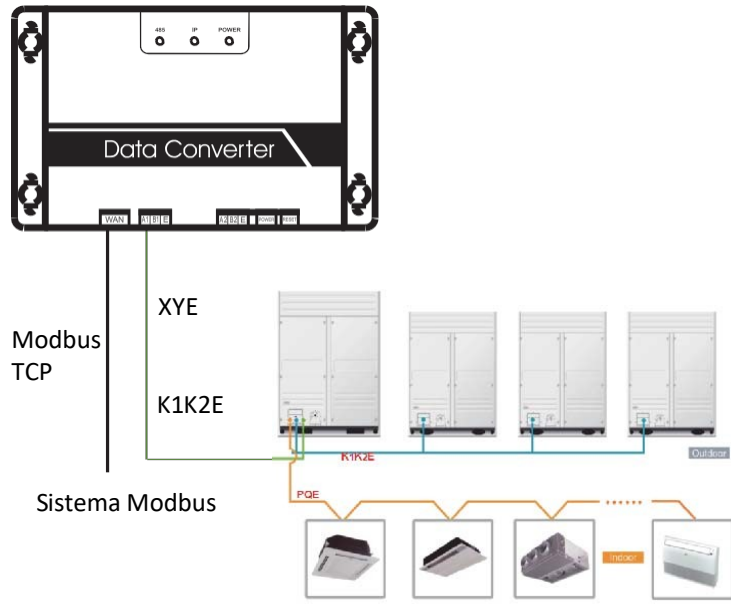 485 IP POWER
Data Converter
WAN A1 B1 E A2 B2 E POWER RESET
XYE
Modbus
TCP
K1K2E
K1K2E
Outdoor
Sistema Modbus
PQE
Indoor